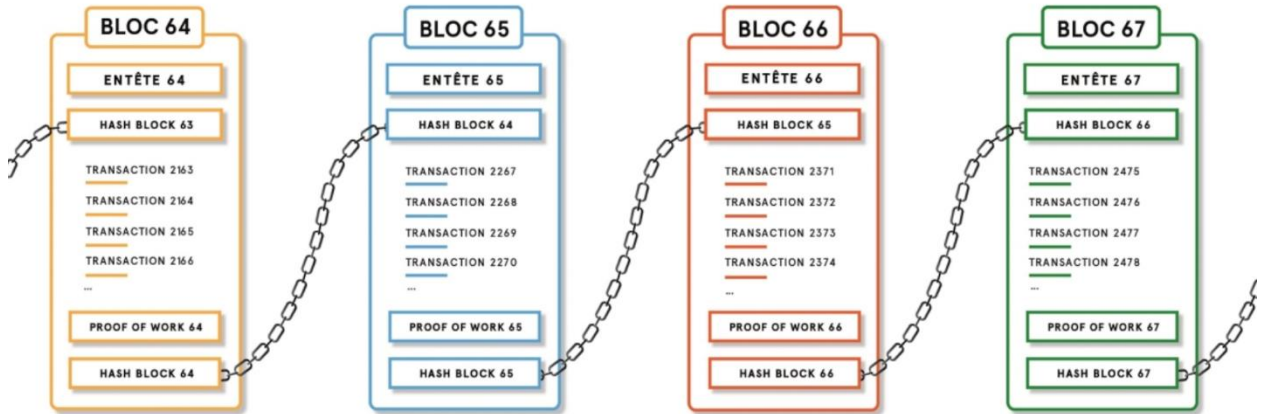 BLOC 64
ENTÊTE 64
HASH BLOCK 63
TRANSACTION 2163
TRANSACTION 2164
TRANSACTION 2165
TRANSACTION 2166
...
PROOF OF WORK 64
HASH BLOCK 64
BLOC 65
ENTÊTE 65
HASH BLOCK 64
TRANSACTION 2267
TRANSACTION 2268
TRANSACTION 2269
TRANSACTION 2270
...
PROOF OF WORK 65
HASH BLOCK 65
BLOC 66
ENTÊTE 66
HASH BLOCK 65
TRANSACTION 2371
TRANSACTION 2372
TRANSACTION 2373
TRANSACTION 2374
...
PROOF OF WORK 66
HASH BLOCK 66
BLOC 67
ENTÊTE 67
HASH BLOCK 66
TRANSACTION 2475
TRANSACTION 2476
TRANSACTION 2477
TRANSACTION 2478
...
PROOF OF WORK 67
HASH BLOCK 67